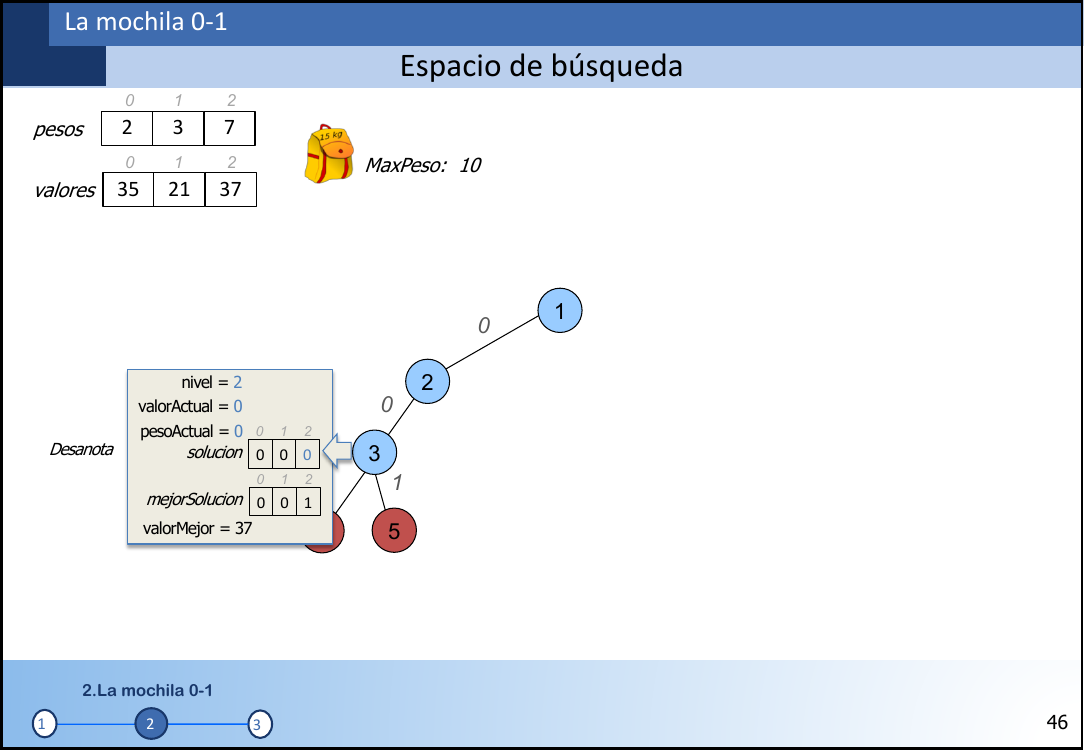 La mochila 0-1
Espacio de búsqueda
0 1 2
pesos 2 3 7
0 1 2
valores 35 21 37
15 kg
MaxPeso: 10
1
0
2
0
3
1
5
Desanota
nivel = 2
valorActual = 0
pesoActual = 0 0 1 2
solucion 0 0 0
0 1 2
mejorSolucion 0 0 1
valorMejor = 37
2.La mochila 0-1
1 2 3
46